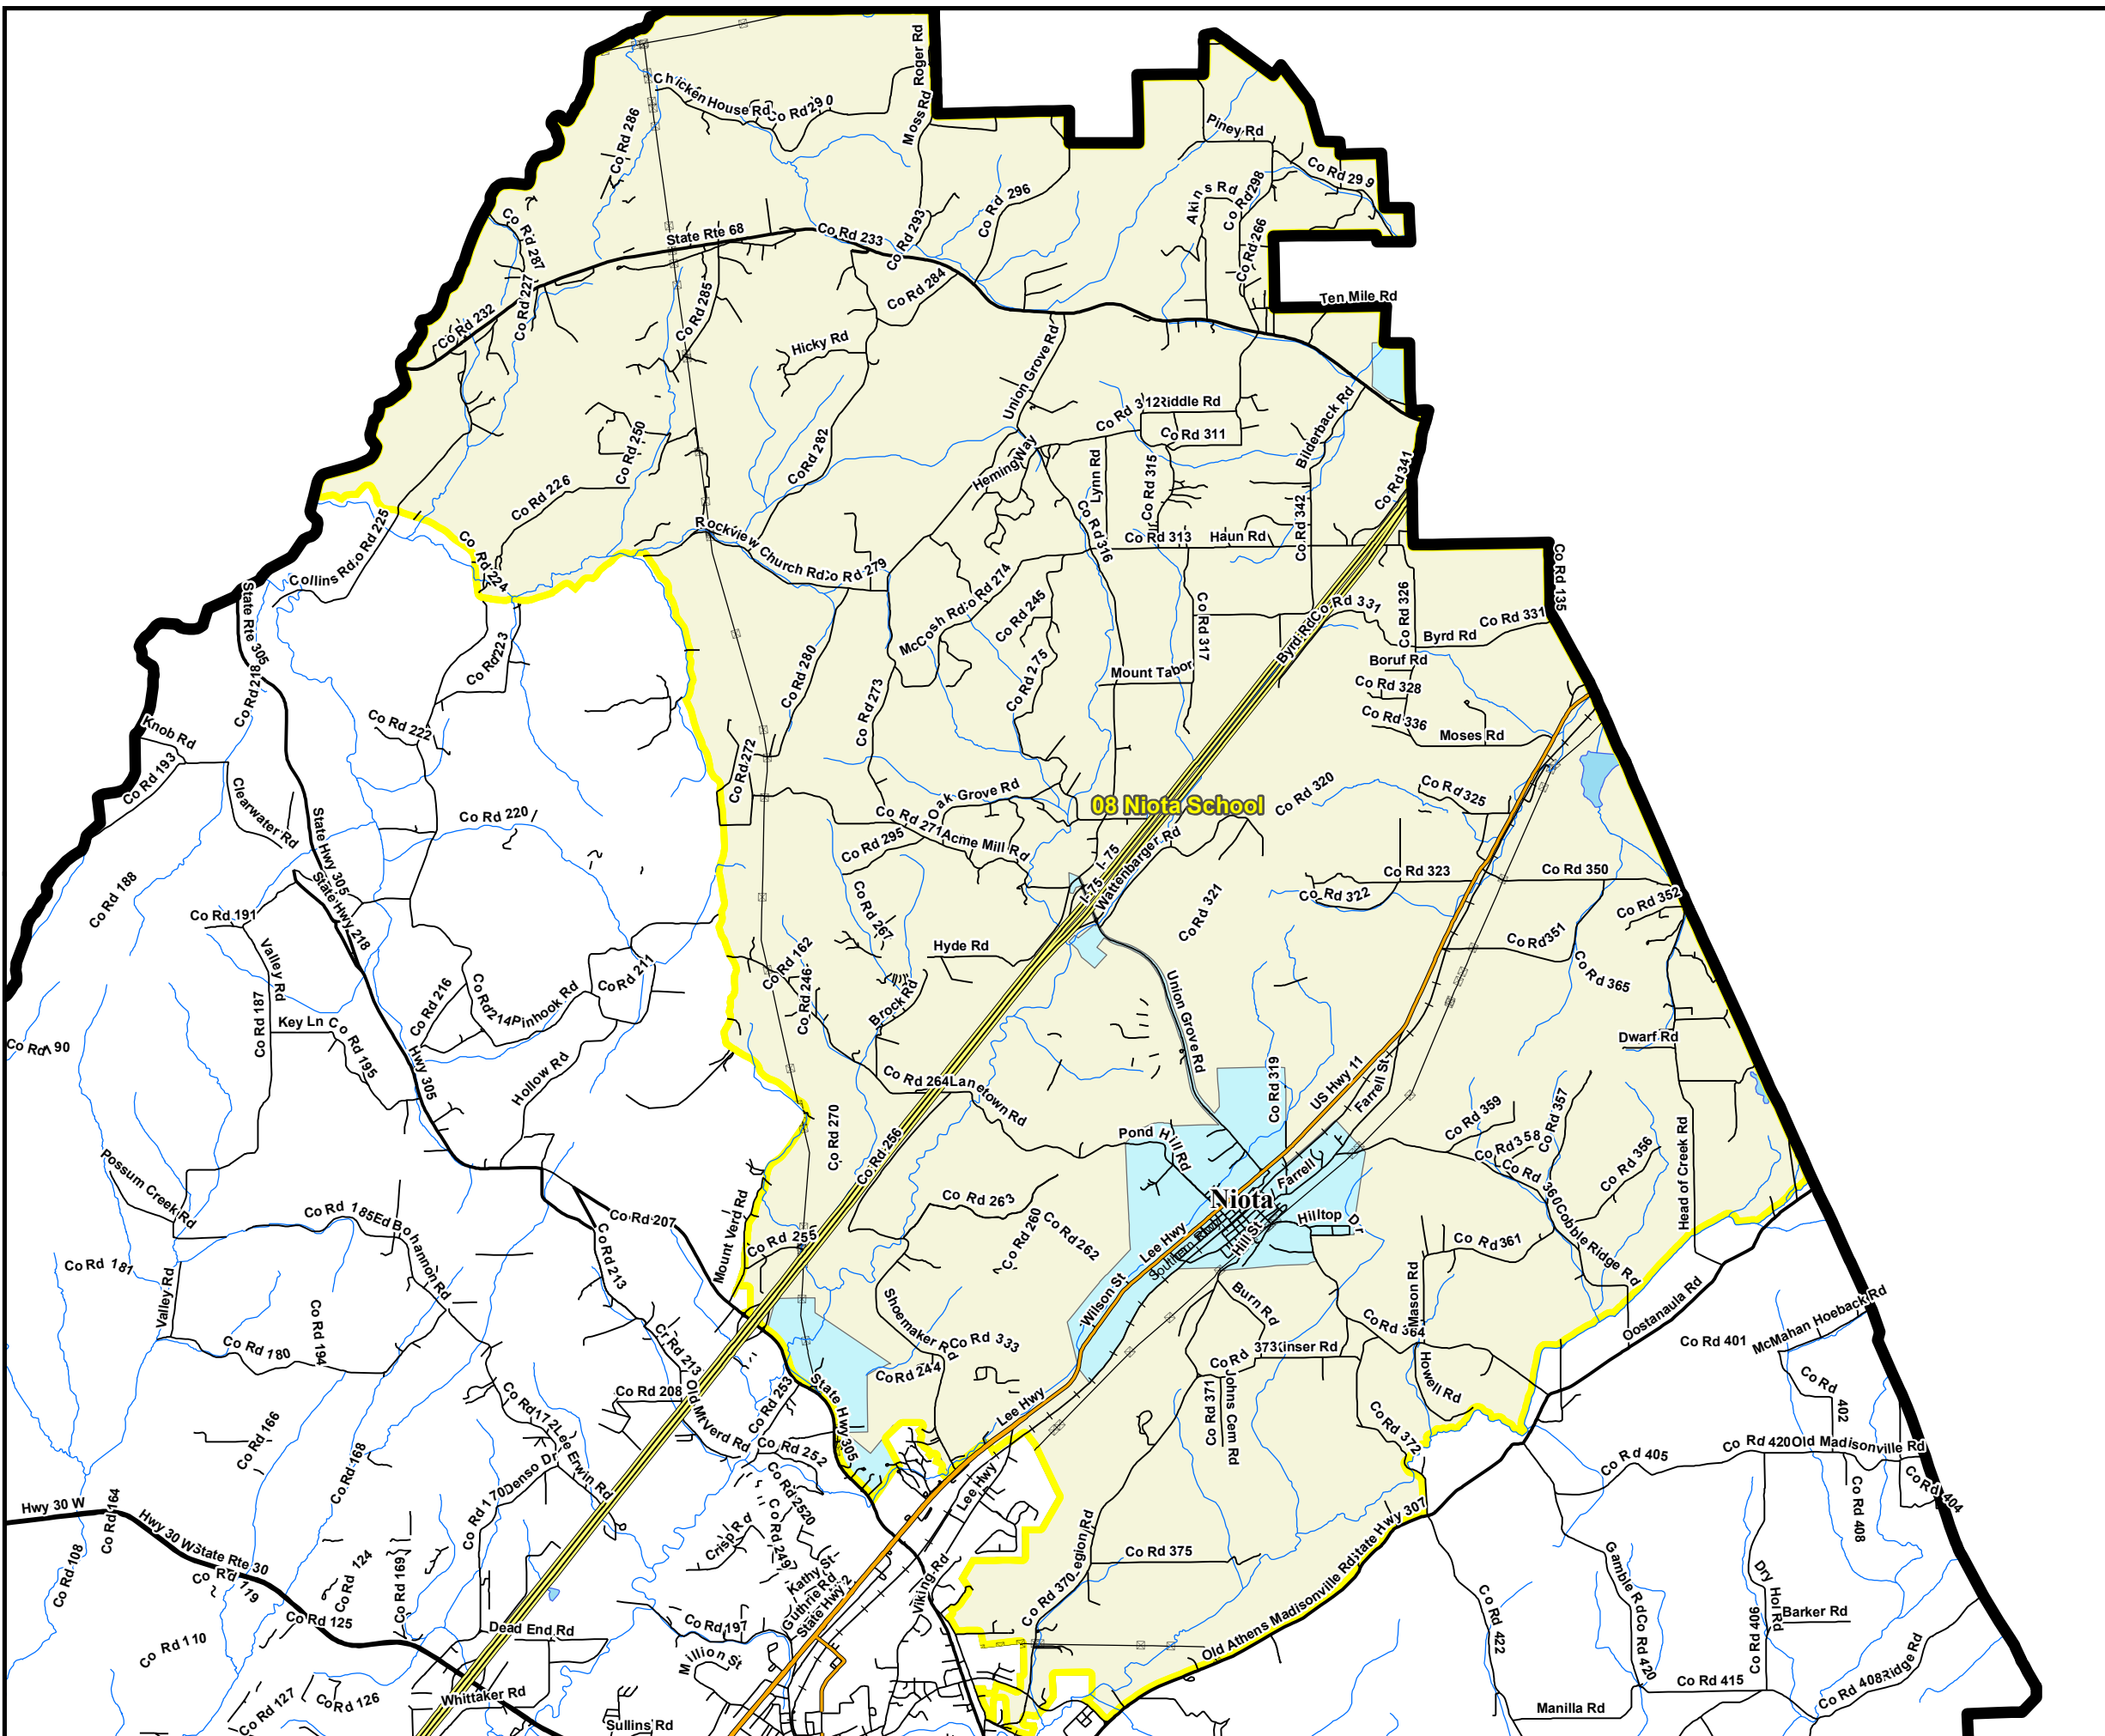 Chicken House Rd
Co Rd 290
Moss Rd
Roger Rd
Co Rd 286
Piney Rd
Co Rd 299
Akins Rd
Co Rd 298
Co Rd 266
Co Rd 296
Co Rd 293
Co Rd 287
State Rte 68
Co Rd 233
Co Rd 227
Co Rd 285
Co Rd 284
Ten Mile Rd
Co Rd 232
Hicky Rd
Union Grove Rd
Co Rd 312
Riddle Rd
Co Rd 311
Bilderback Rd
Co Rd 250
Co Rd 282
Heming Way
Lynn Rd
Co Rd 315
Co Rd 341
Co Rd 226
Co Rd 225
Rockview Church Rd
Co Rd 279
Co Rd 316
Co Rd 313
Haun Rd
Co Rd 342
Co Rd 224
Collins Rd
Co Rd 274
McCosh Rd
Co Rd 245
Co Rd 317
Byrd Rd
Co Rd 331
Co Rd 326
Byrd Rd
Co Rd 331
Co Rd 135
State Rte 305
Co Rd 218
Co Rd 223
Co Rd 280
Co Rd 275
Mount Tabor
Boruf Rd
Co Rd 328
Co Rd 336
Moses Rd
Knob Rd
Co Rd 193
Co Rd 222
Co Rd 273
Co Rd 272
Clearwater Rd
State Hwy 305
Co Rd 220
Oak Grove Rd
Co Rd 271
Acme Mill Rd
08 Niota School
Co Rd 320
Co Rd 325
Co Rd 295
I-75
I-75
Wattenbarger Rd
Co Rd 323
Co Rd 350
Co Rd 322
Co Rd 352
Co Rd 188
State Hwy 218
Co Rd 191
Co Rd 267
Co Rd 321
Hyde Rd
Co Rd 351
Co Rd 365
Valley Rd
Co Rd 187
Key Ln
Co Rd 195
Co Rd 216
Co Rd 214
Pinhook Rd
Co Rd 211
Co Rd 162
Co Rd 246
Brock Rd
Union Grove Rd
Dwarf Rd
Hwy 305
Hollow Rd
Co Rd 264
Lanetown Rd
Co Rd 319
US Hwy 11
Farrell St
Co Rd 359
Co Rd 357
Co Rd 270
Co Rd 256
Pond Hill Rd
Farrell
Co Rd 358
Co Rd 356
Head of Creek Rd
Possum Creek Rd
Co Rd 185
Ed Bohannon Rd
Co Rd 207
Mount Verd Rd
Co Rd 263
Niota
Co Rd 360
Cobble Ridge Rd
Co Rd 255
Co Rd 260
Co Rd 262
Lee Hwy
Hill St
Hilltop Dr
Co Rd 361
Co Rd 181
Valley Rd
Co Rd 213
Wilson St
Burn Rd
Mason Rd
Oostanaula Rd
Co Rd 194
Co Rd 180
Cr Rd 213
Shoemaker Rd
Co Rd 333
Co Rd 364
Co Rd 401
McMahan Hoeback Rd
Co Rd 208
Old Mt Verd Rd
Co Rd 253
State Hwy 305
Co Rd 244
Co Rd 373
Kinser Rd
Howell Rd
Co Rd 402
Co Rd 166
Co Rd 172
Lee Erwin Rd
Co Rd 252
Lee Hwy
Co Rd 371
Johns Cem Rd
Co Rd 372
Co Rd 405
Co Rd 420
Old Madisonville Rd
Hwy 30 W
Co Rd 164
Co Rd 168
Co Rd 170
Denso Dr
Co Rd 2520
Lee Hwy
Co Rd 408
Co Rd 404
Hwy 30 W
State Rte 30
Crisp Rd
Co Rd 249
Co Rd 375
State Hwy 307
Co Rd 108
Co Rd 119
Co Rd 124
Co Rd 169
Kathy St
Guthrie Rd
State Hwy 2
Viking Rd
Co Rd 370
Old Athens Madisonville Rd
Co Rd 422
Gamble Rd
Co Rd 420
Co Rd 406
Barker Rd
Co Rd 125
Dead End Rd
Co Rd 197
Co Rd 110
Million St
Co Rd 127
Co Rd 126
Whittaker Rd
Sullins Rd
Manilla Rd
Co Rd 415
Co Rd 408
Ridge Rd